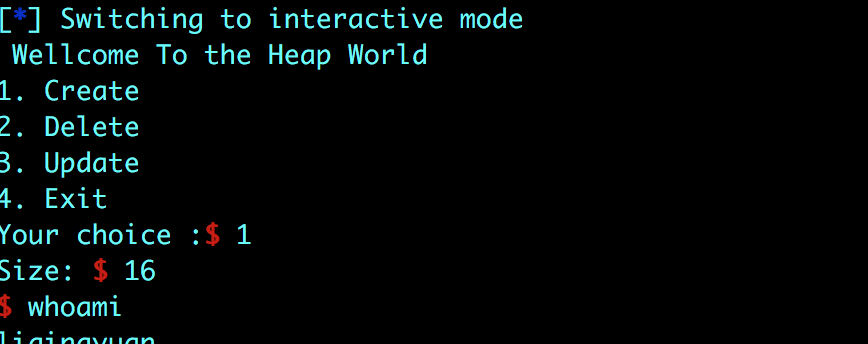 [*] Switching to interactive mode
Wellcome To the Heap World
1. Create
2. Delete
3. Update
4. Exit
Your choice :$ 1
Size: $ 16
$ whoami
liqingyuan